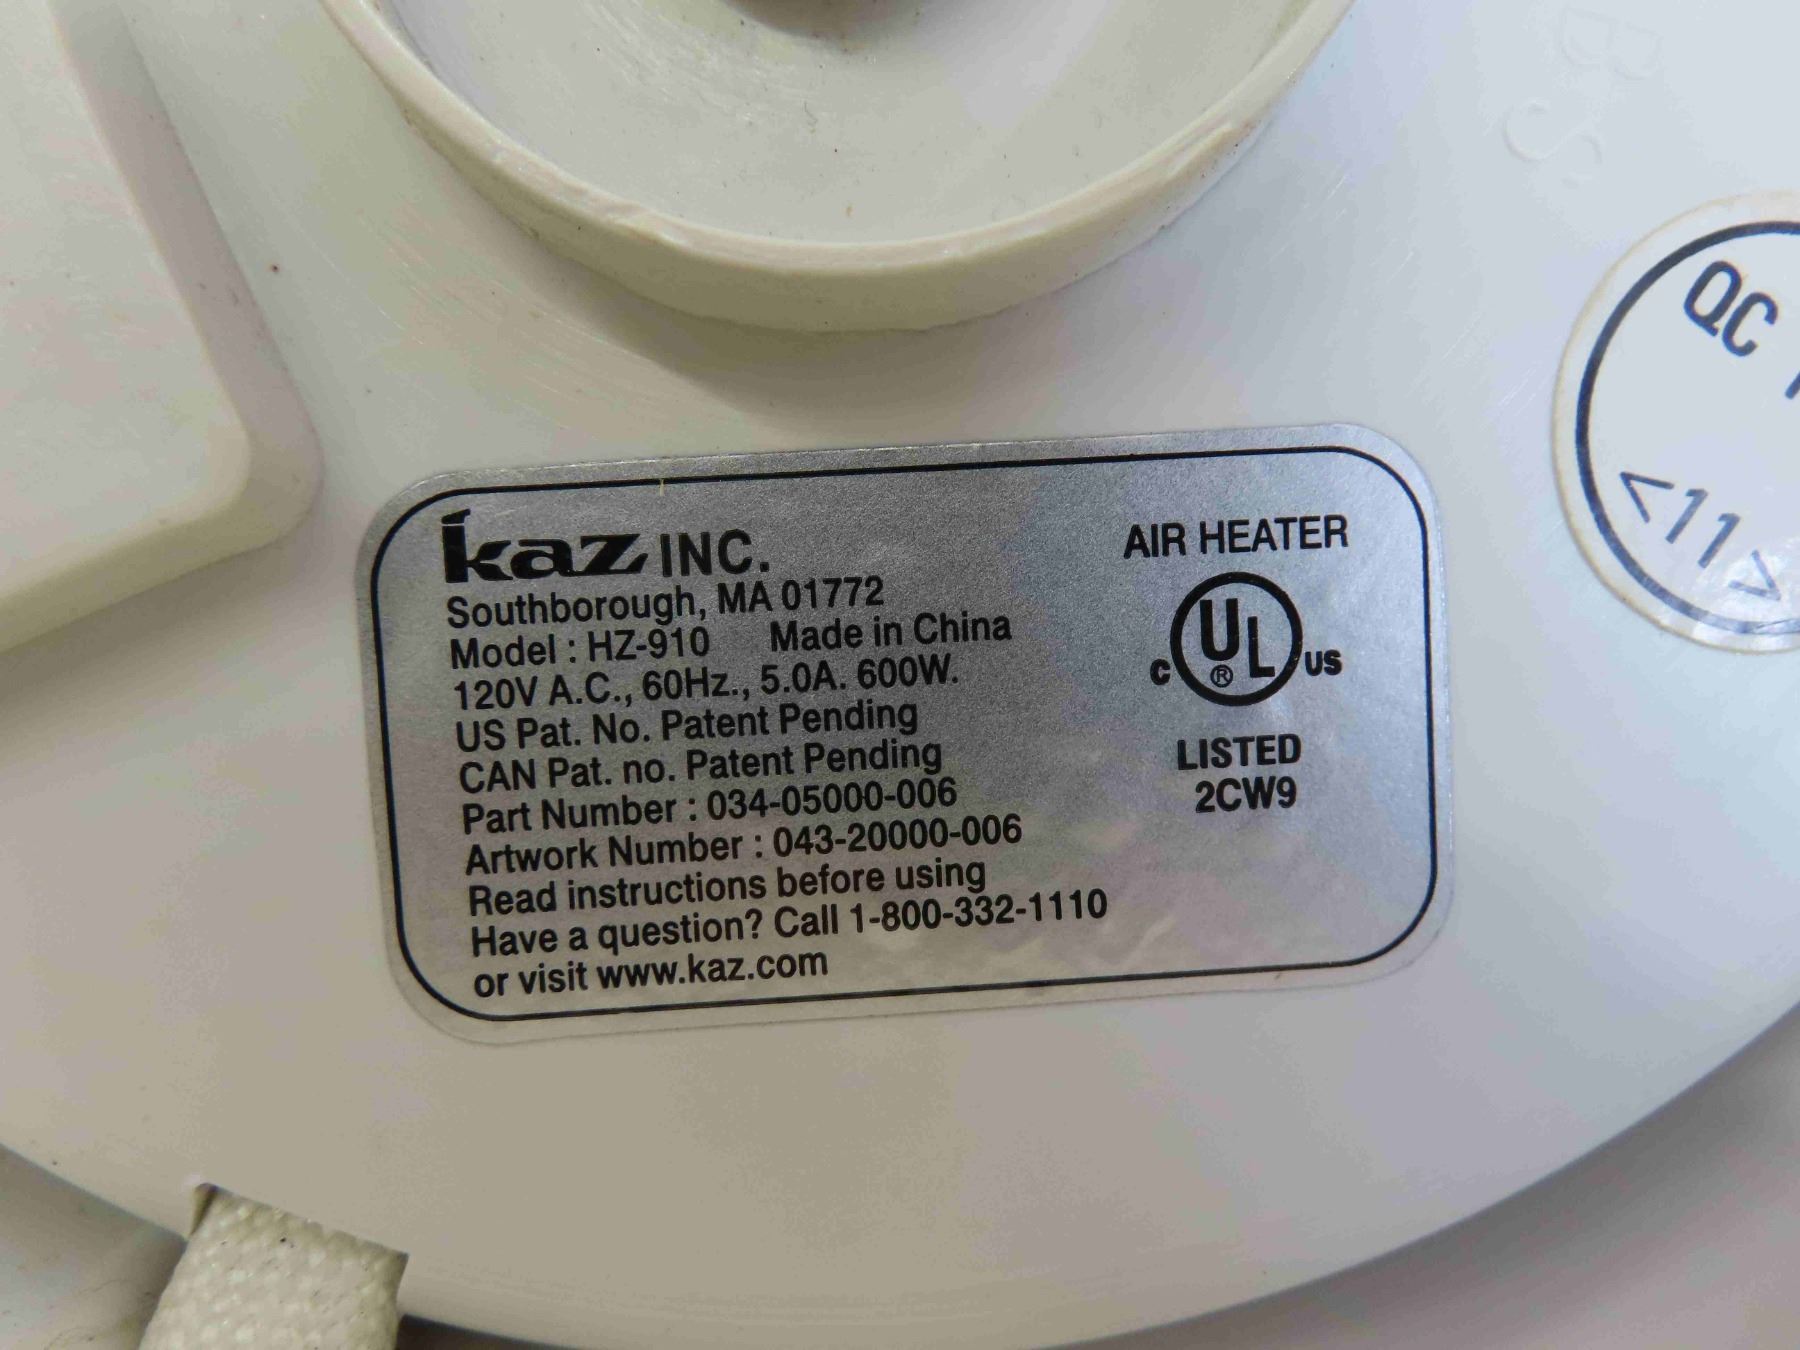 B
S
QC
<11>
kaz INC.
Southborough, MA 01772
Model : HZ-910 Made in China
120V A.C., 60Hz., 5.0A. 600W.
US Pat. No. Patent Pending
CAN Pat. no. Patent Pending
Part Number : 034-05000-006
Artwork Number : 043-20000-006
Read instructions before using
Have a question? Call 1-800-332-1110
or visit www.kaz.com
AIR HEATER
C UL ® US
LISTED
2CW9